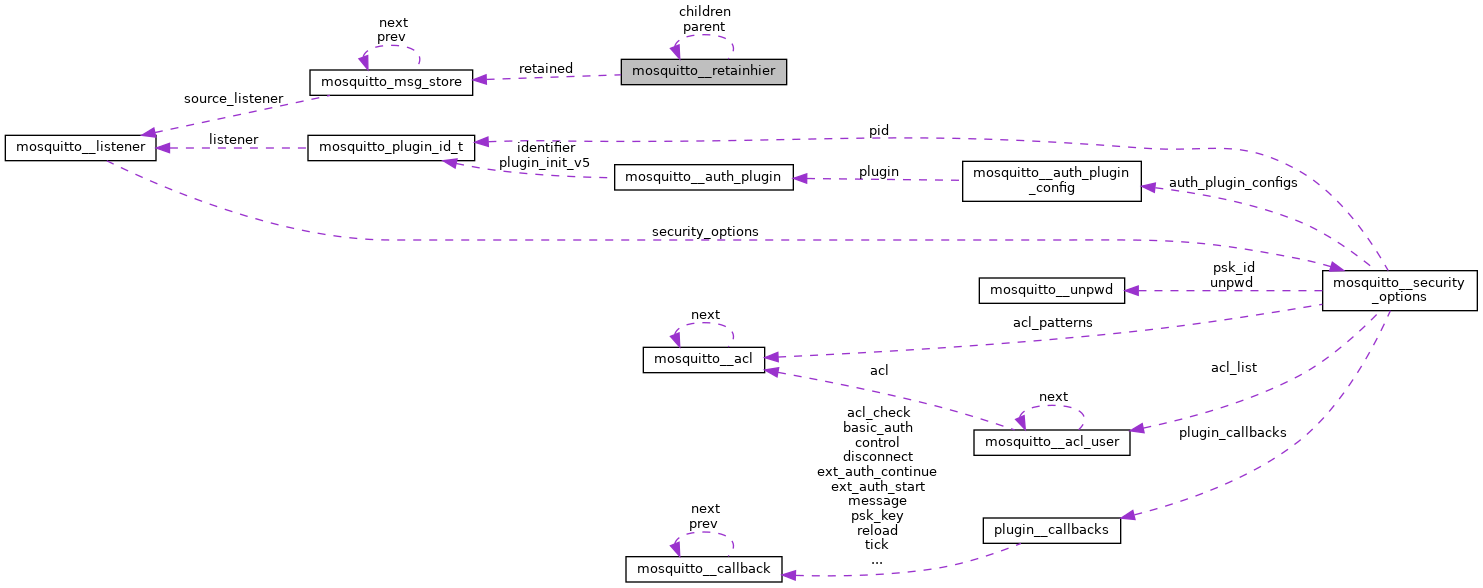 children
parent
next
prev
mosquitto__retainhier
retained
mosquitto_msg_store
source_listener
pid
listener
mosquitto__listener
mosquitto_plugin_id_t
identifier
plugin_init_v5
mosquitto__auth_plugin
plugin
mosquitto__auth_plugin
_config
auth_plugin_configs
security_options
psk_id
unpwd
mosquitto__unpwd
mosquitto__security
_options
next
acl_patterns
mosquitto__acl
acl
acl_list
next
mosquitto__acl_user
plugin_callbacks
acl_check
basic_auth
control
disconnect
ext_auth_continue
ext_auth_start
message
psk_key
reload
tick
...
next
prev
plugin__callbacks
mosquitto__callback